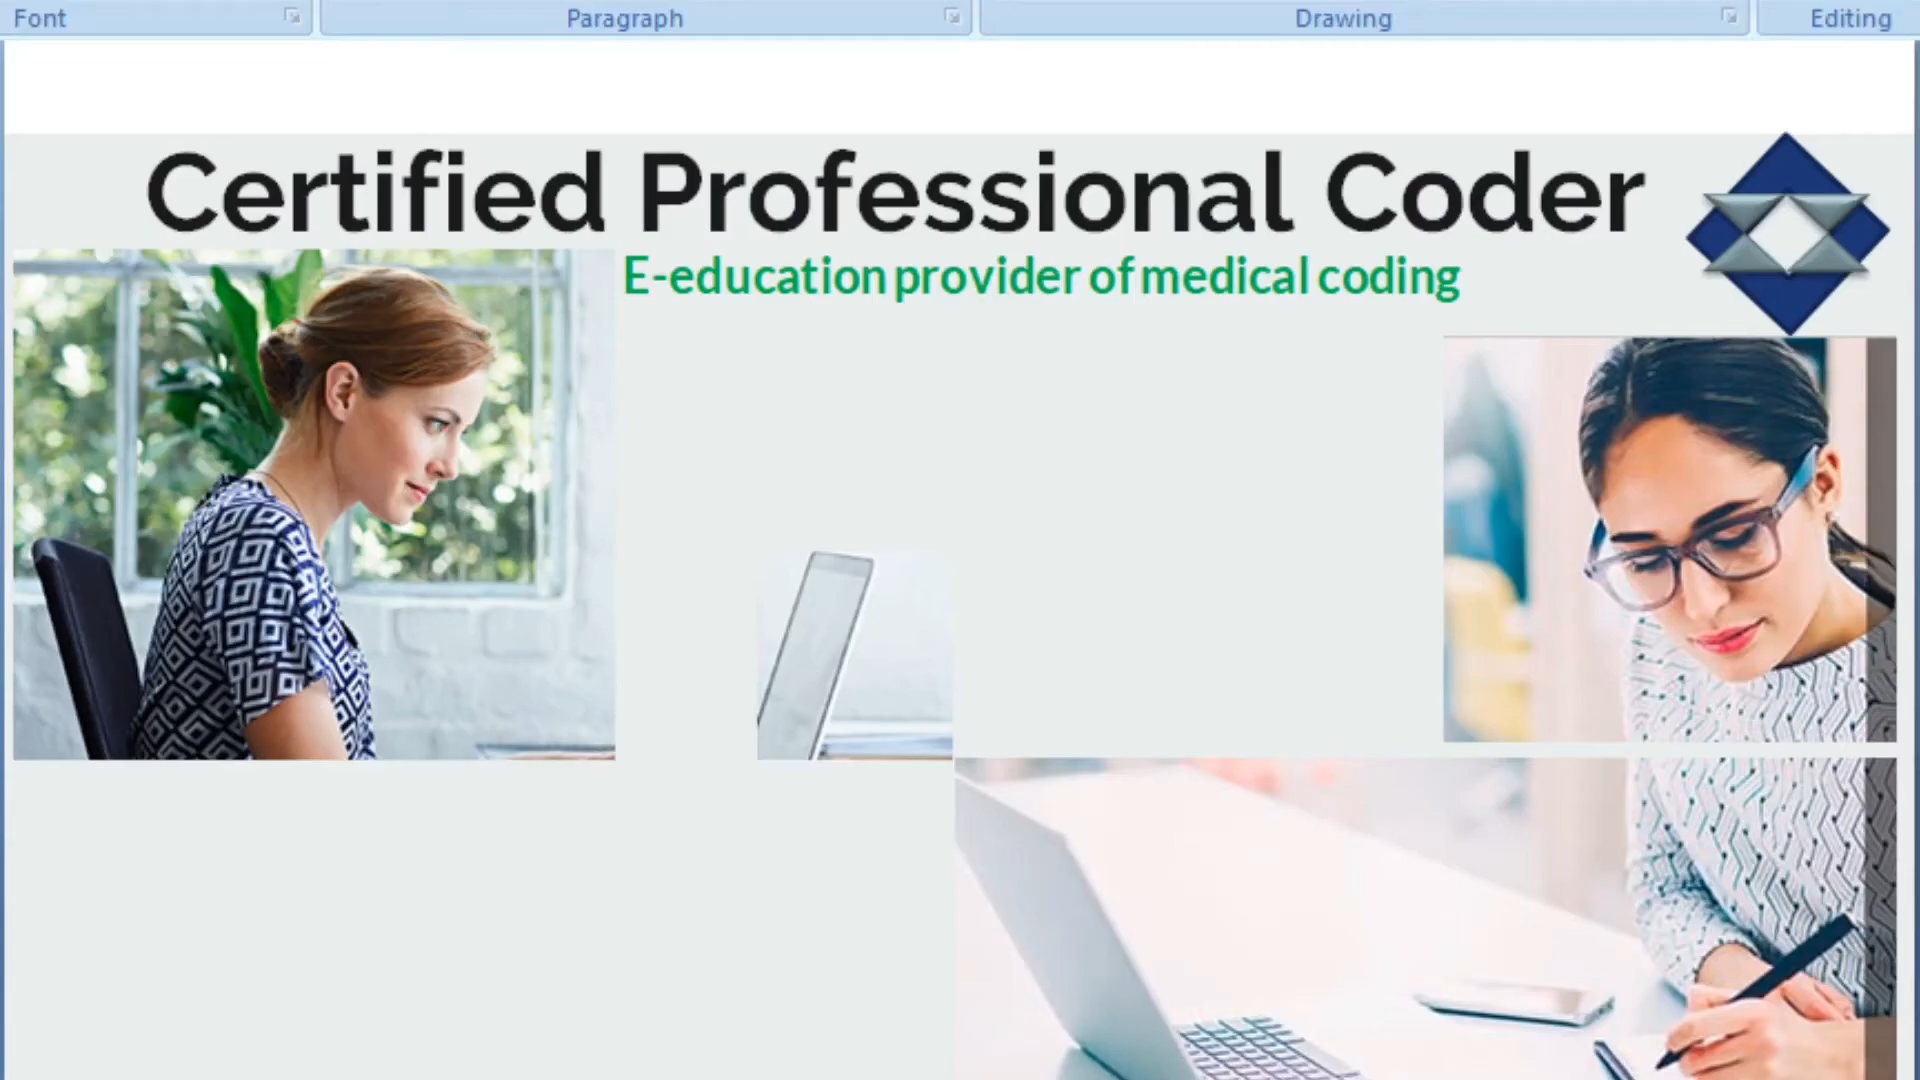 Font Paragraph Drawing Editing
Certified Professional Coder
E-education provider of medical coding